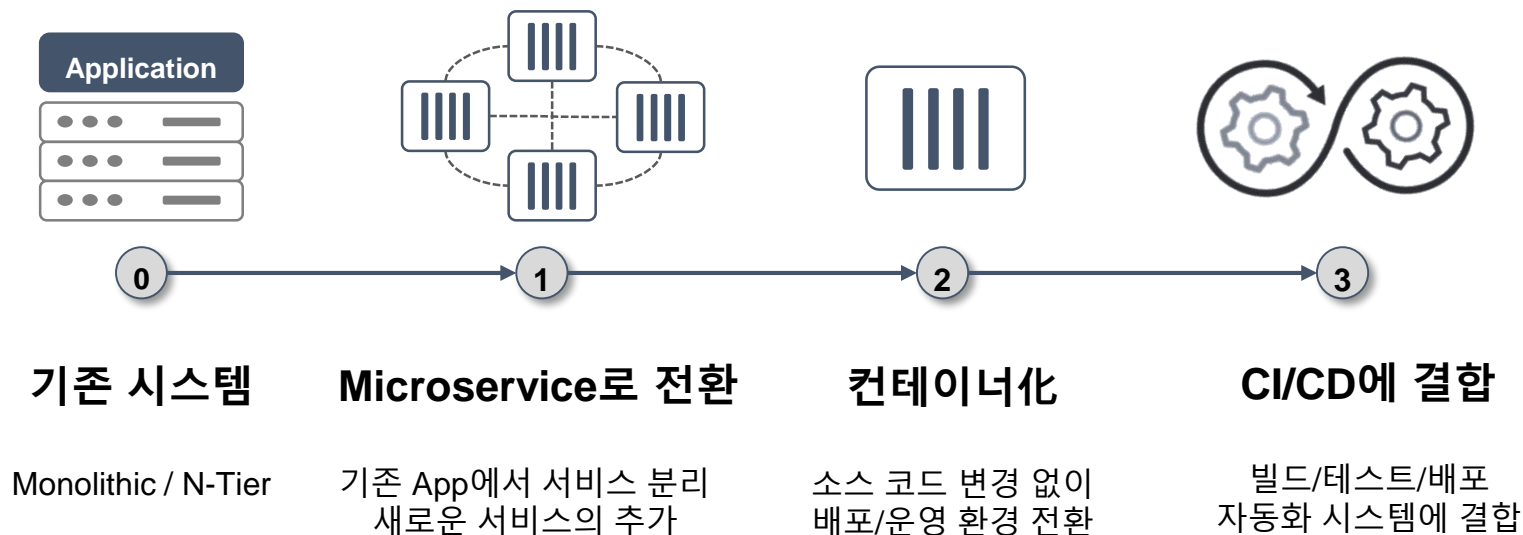 Application
0
1
2
3
기존 시스템
Microservice로 전환
컨테이너化
CI/CD에 결합
Monolithic / N-Tier
기존 App에서 서비스 분리
새로운 서비스의 추가
소스 코드 변경 없이
배포/운영 환경 전환
빌드/테스트/배포
자동화 시스템에 결합